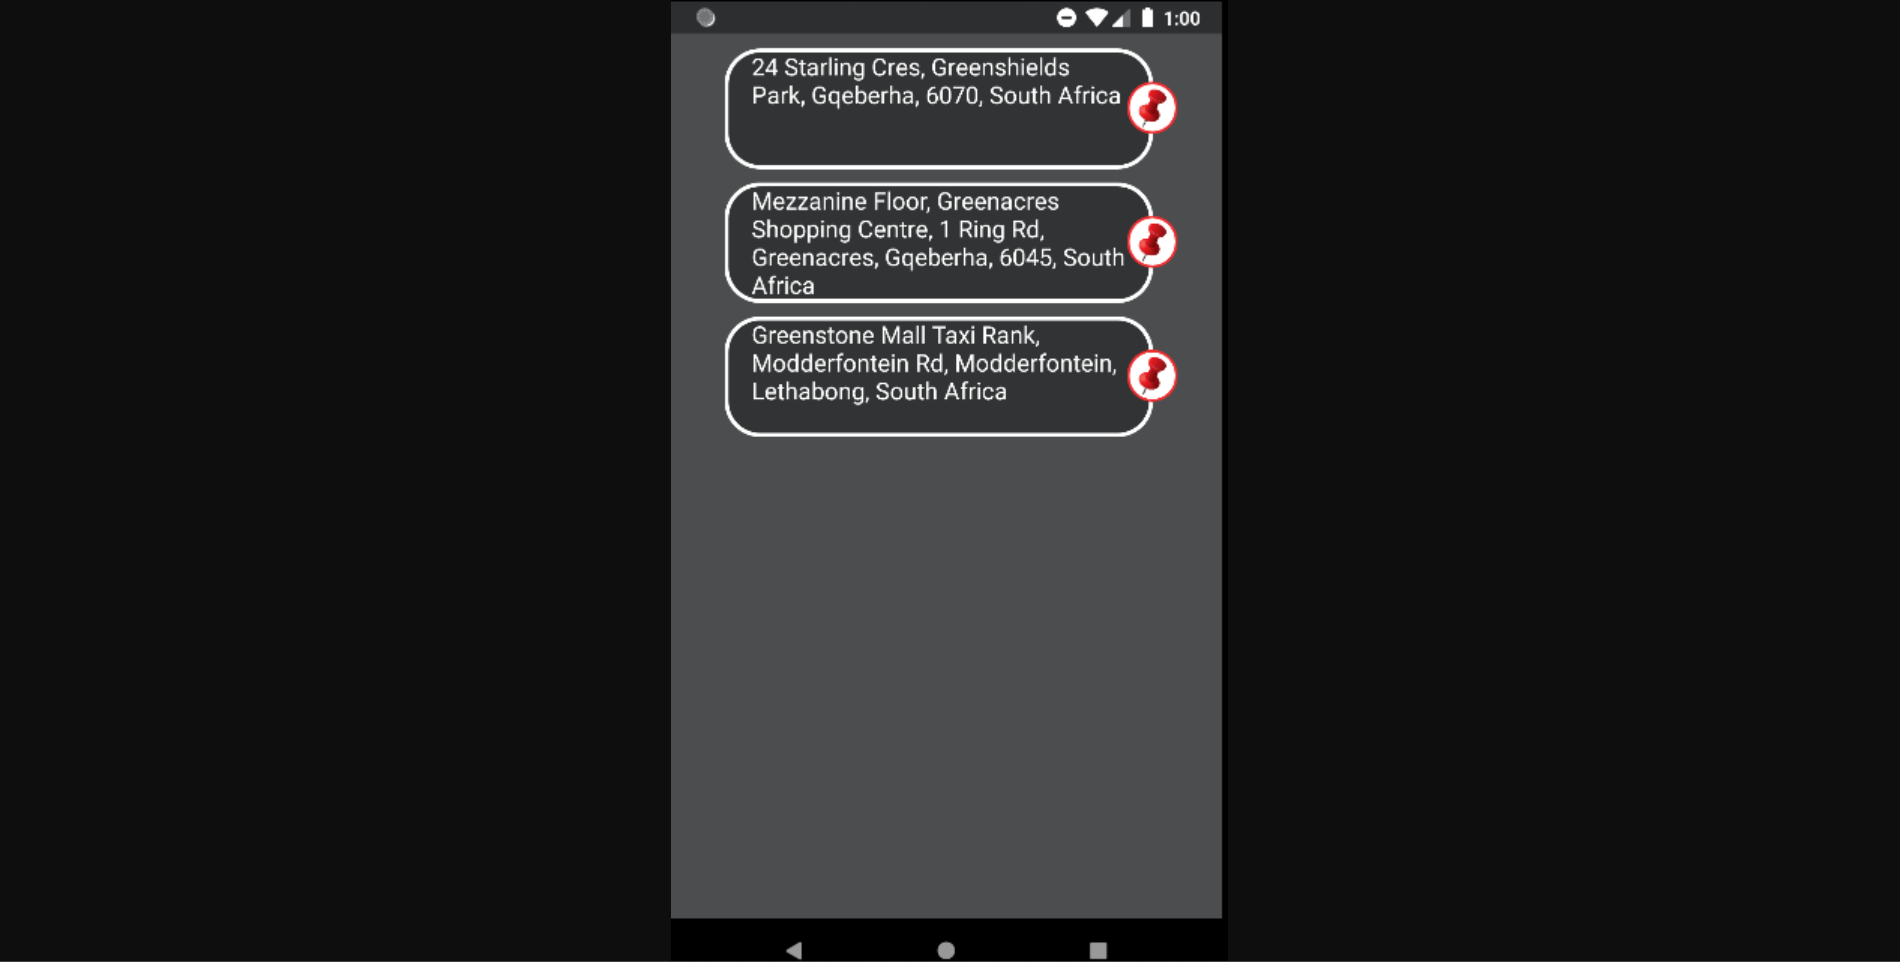 1:00
24 Starling Cres, Greenshields
Park, Gqeberha, 6070, South Africa
Mezzanine Floor, Greenacres
Shopping Centre, 1 Ring Rd,
Greenacres, Gqeberha, 6045, South
Africa
Greenstone Mall Taxi Rank,
Modderfontein Rd, Modderfontein,
Lethabong, South Africa